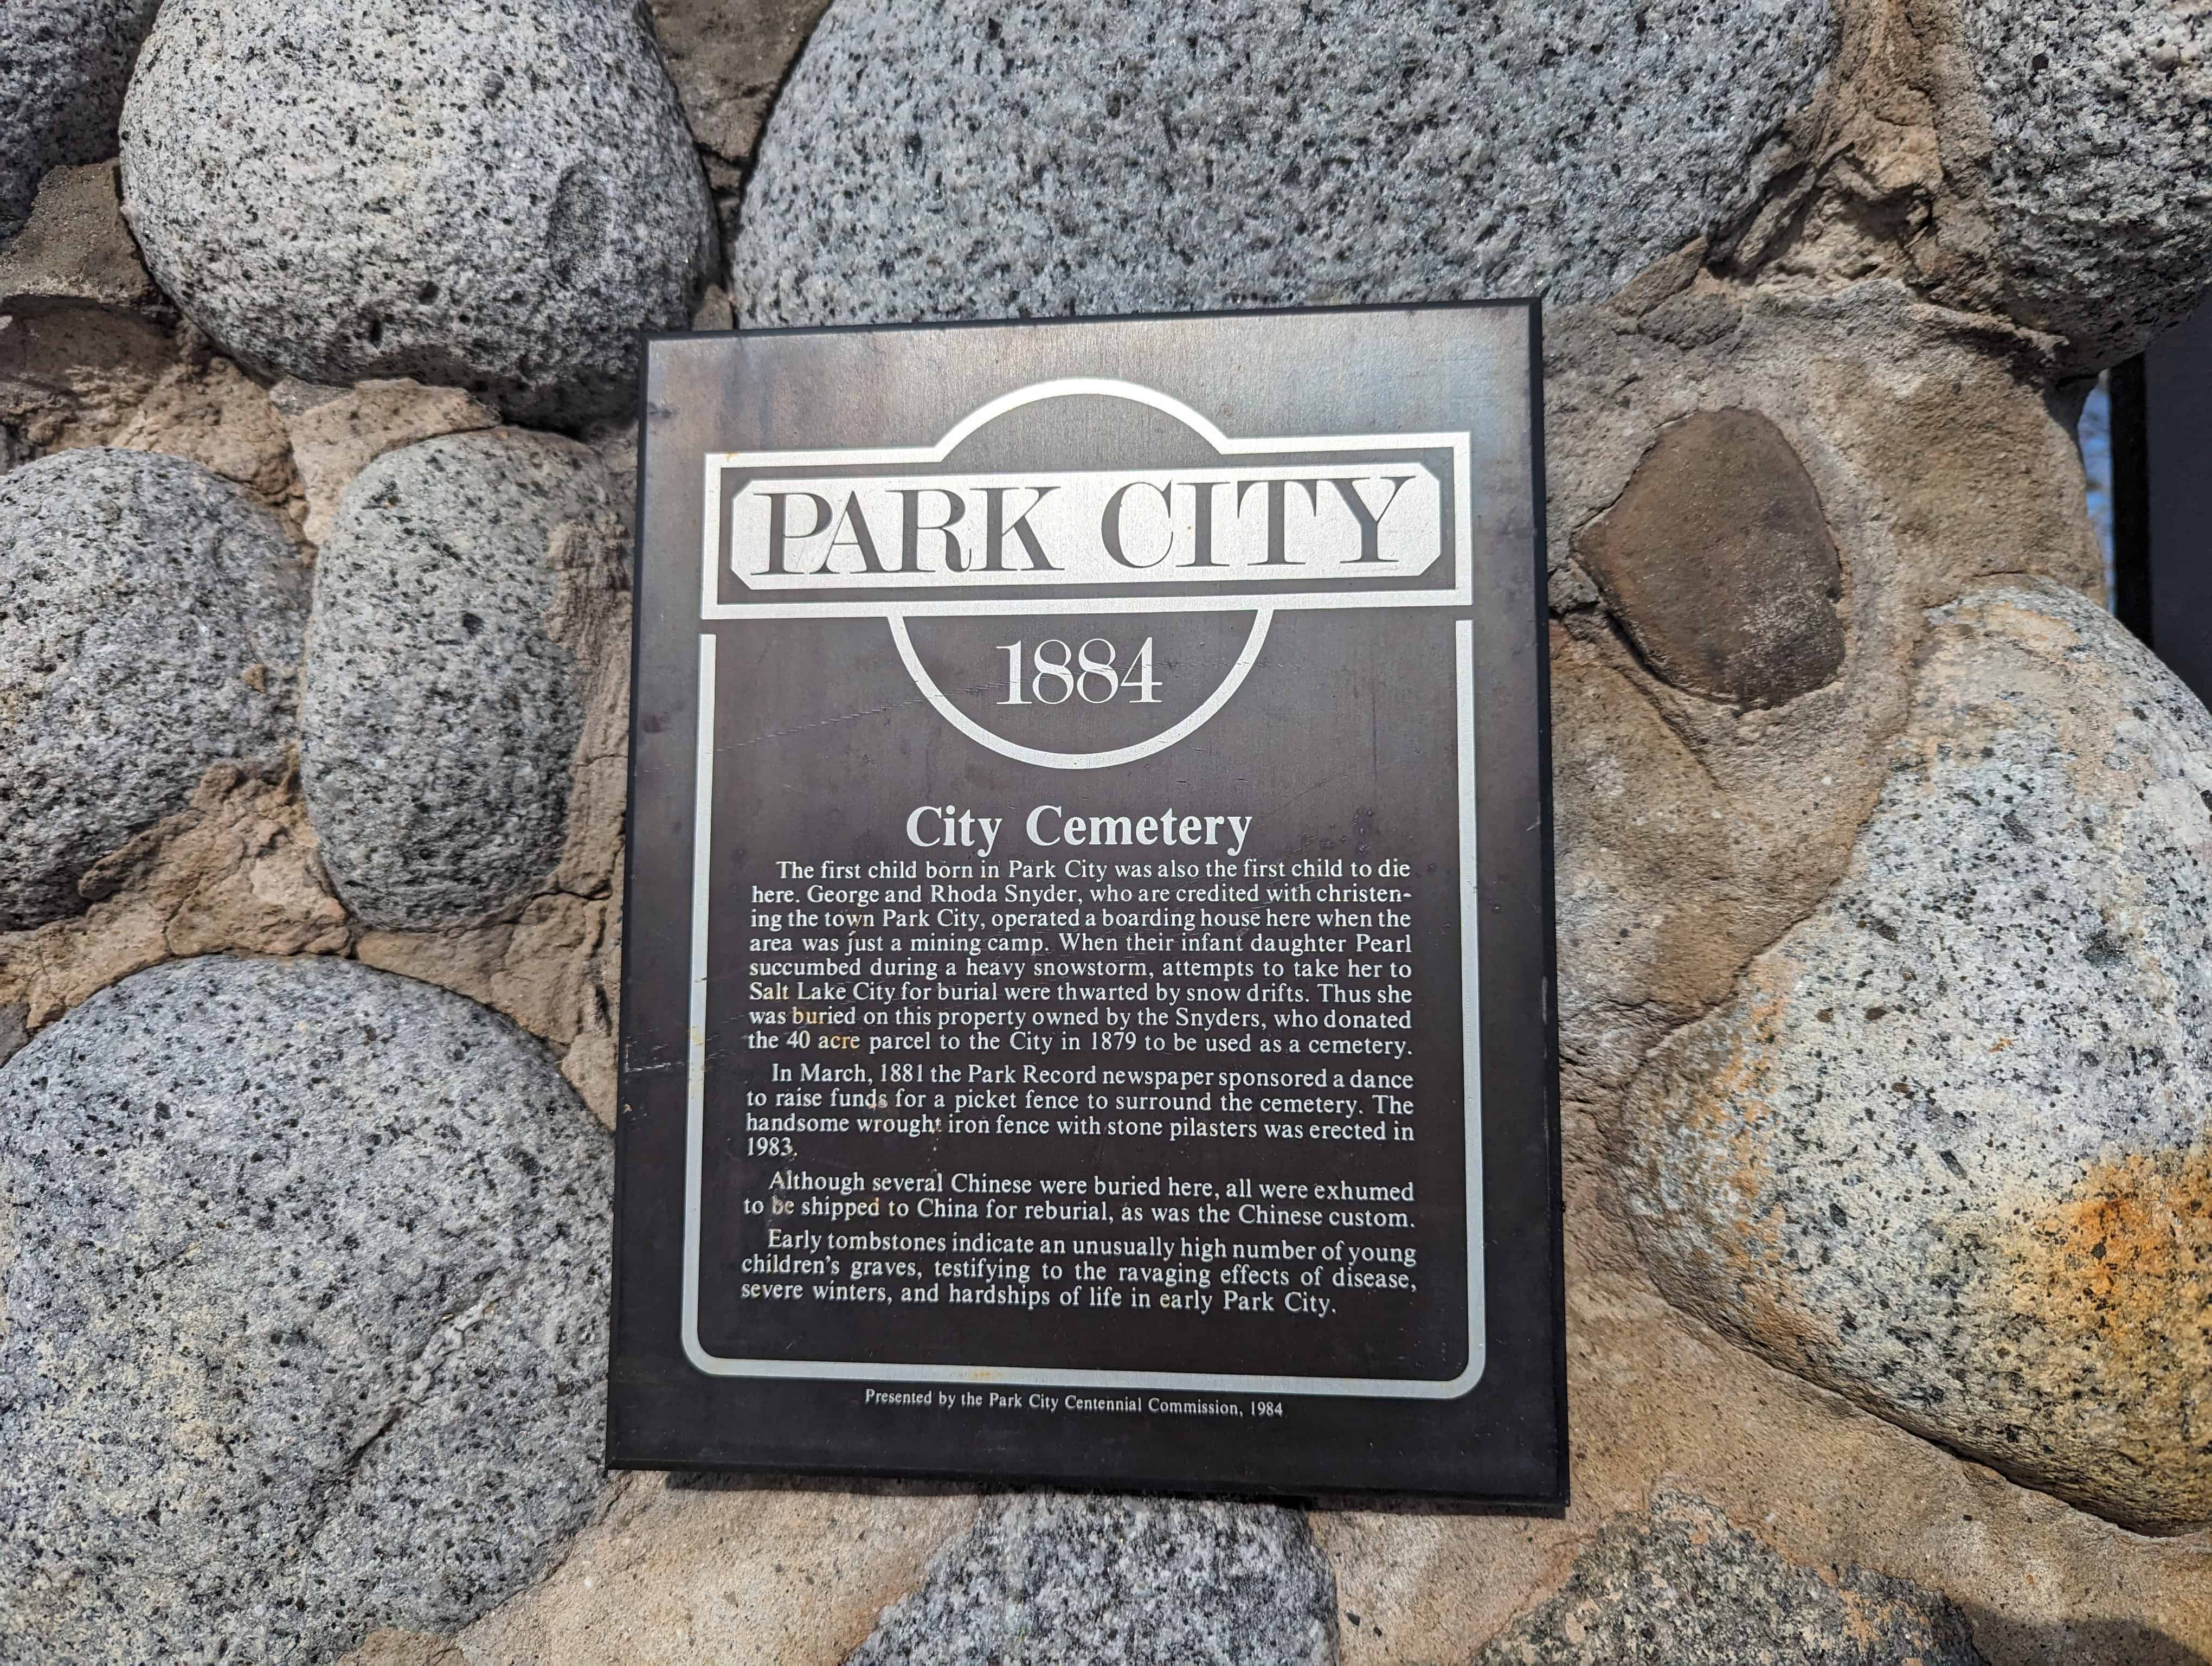 PARK CITY
1884
City Cemetery
The first child born in Park City was also the first child to die
here. George and Rhoda Snyder, who are credited with christen-
ing the town Park City, operated a boarding house here when the
area was just a mining camp. When their infant daughter Pearl
succumbed during a heavy snowstorm, attempts to take her to
Salt Lake City for burial were thwarted by snow drifts. Thus she
was buried on this property owned by the Snyders, who donated
the 40 acre parcel to the City in 1879 to be used as a cemetery.
In March, 1881 the Park Record newspaper sponsored a dance
to raise funds for a picket fence to surround the cemetery. The
handsome wrought iron fence with stone pilasters was erected in
1983.
Although several Chinese were buried here, all were exhumed
to be shipped to China for reburial, as was the Chinese custom.
Early tombstones indicate an unusually high number of young
children's graves, testifying to the ravaging effects of disease,
severe winters, and hardships of life in early Park City.
Presented by the Park City Centennial Commission, 1984